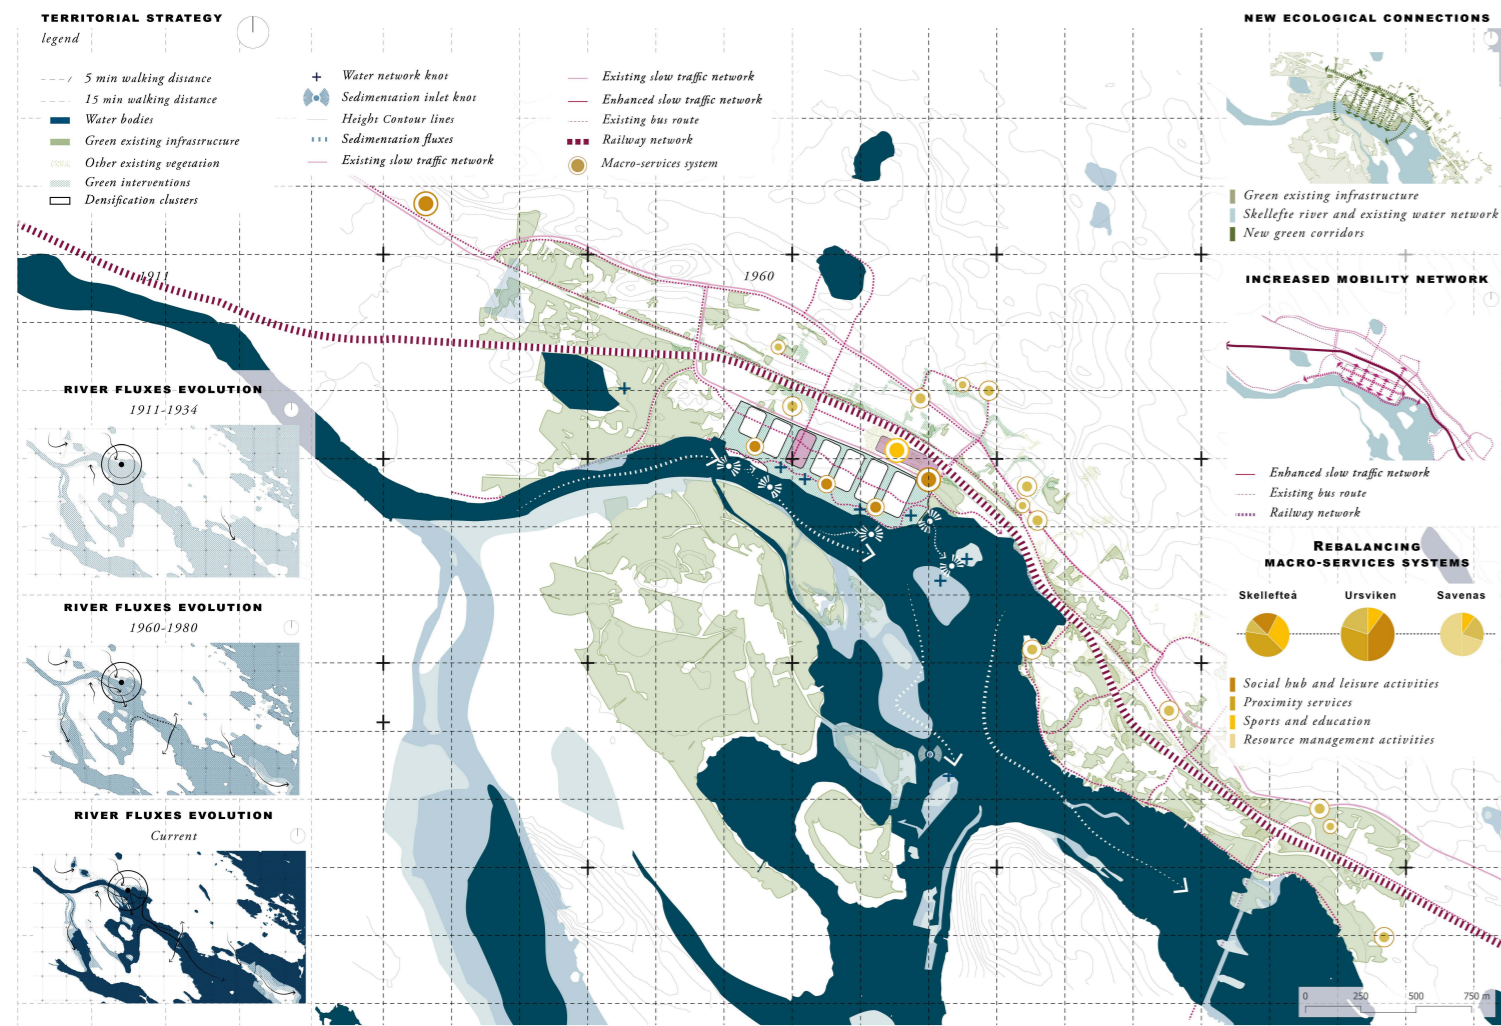 TERRITORIAL STRATEGY
legend
5 min walking distance
15 min walking distance
Water bodies
Green existing infrastructure
Other existing vegetation
Green interventions
Densification clusters
Water network knot
Sedimentation inlet knot
Height Contour lines
Sedimentation fluxes
Existing slow traffic network
Existing slow traffic network
Enhanced slow traffic network
Existing bus route
Railway network
Macro-services system
1911
1960
RIVER FLUXES EVOLUTION
1911-1934
RIVER FLUXES EVOLUTION
1960-1980
RIVER FLUXES EVOLUTION
Current
NEW ECOLOGICAL CONNECTIONS
Green existing infrastructure
Skellefte river and existing water network
New green corridors
INCREASED MOBILITY NETWORK
Enhanced slow traffic network
Existing bus route
Railway network
REBALANCING
MACRO-SERVICES SYSTEMS
Skellefteå Ursviken Savenas
Social hub and leisure activities
Proximity services
Sports and education
Resource management activities
0 250 500 750 m